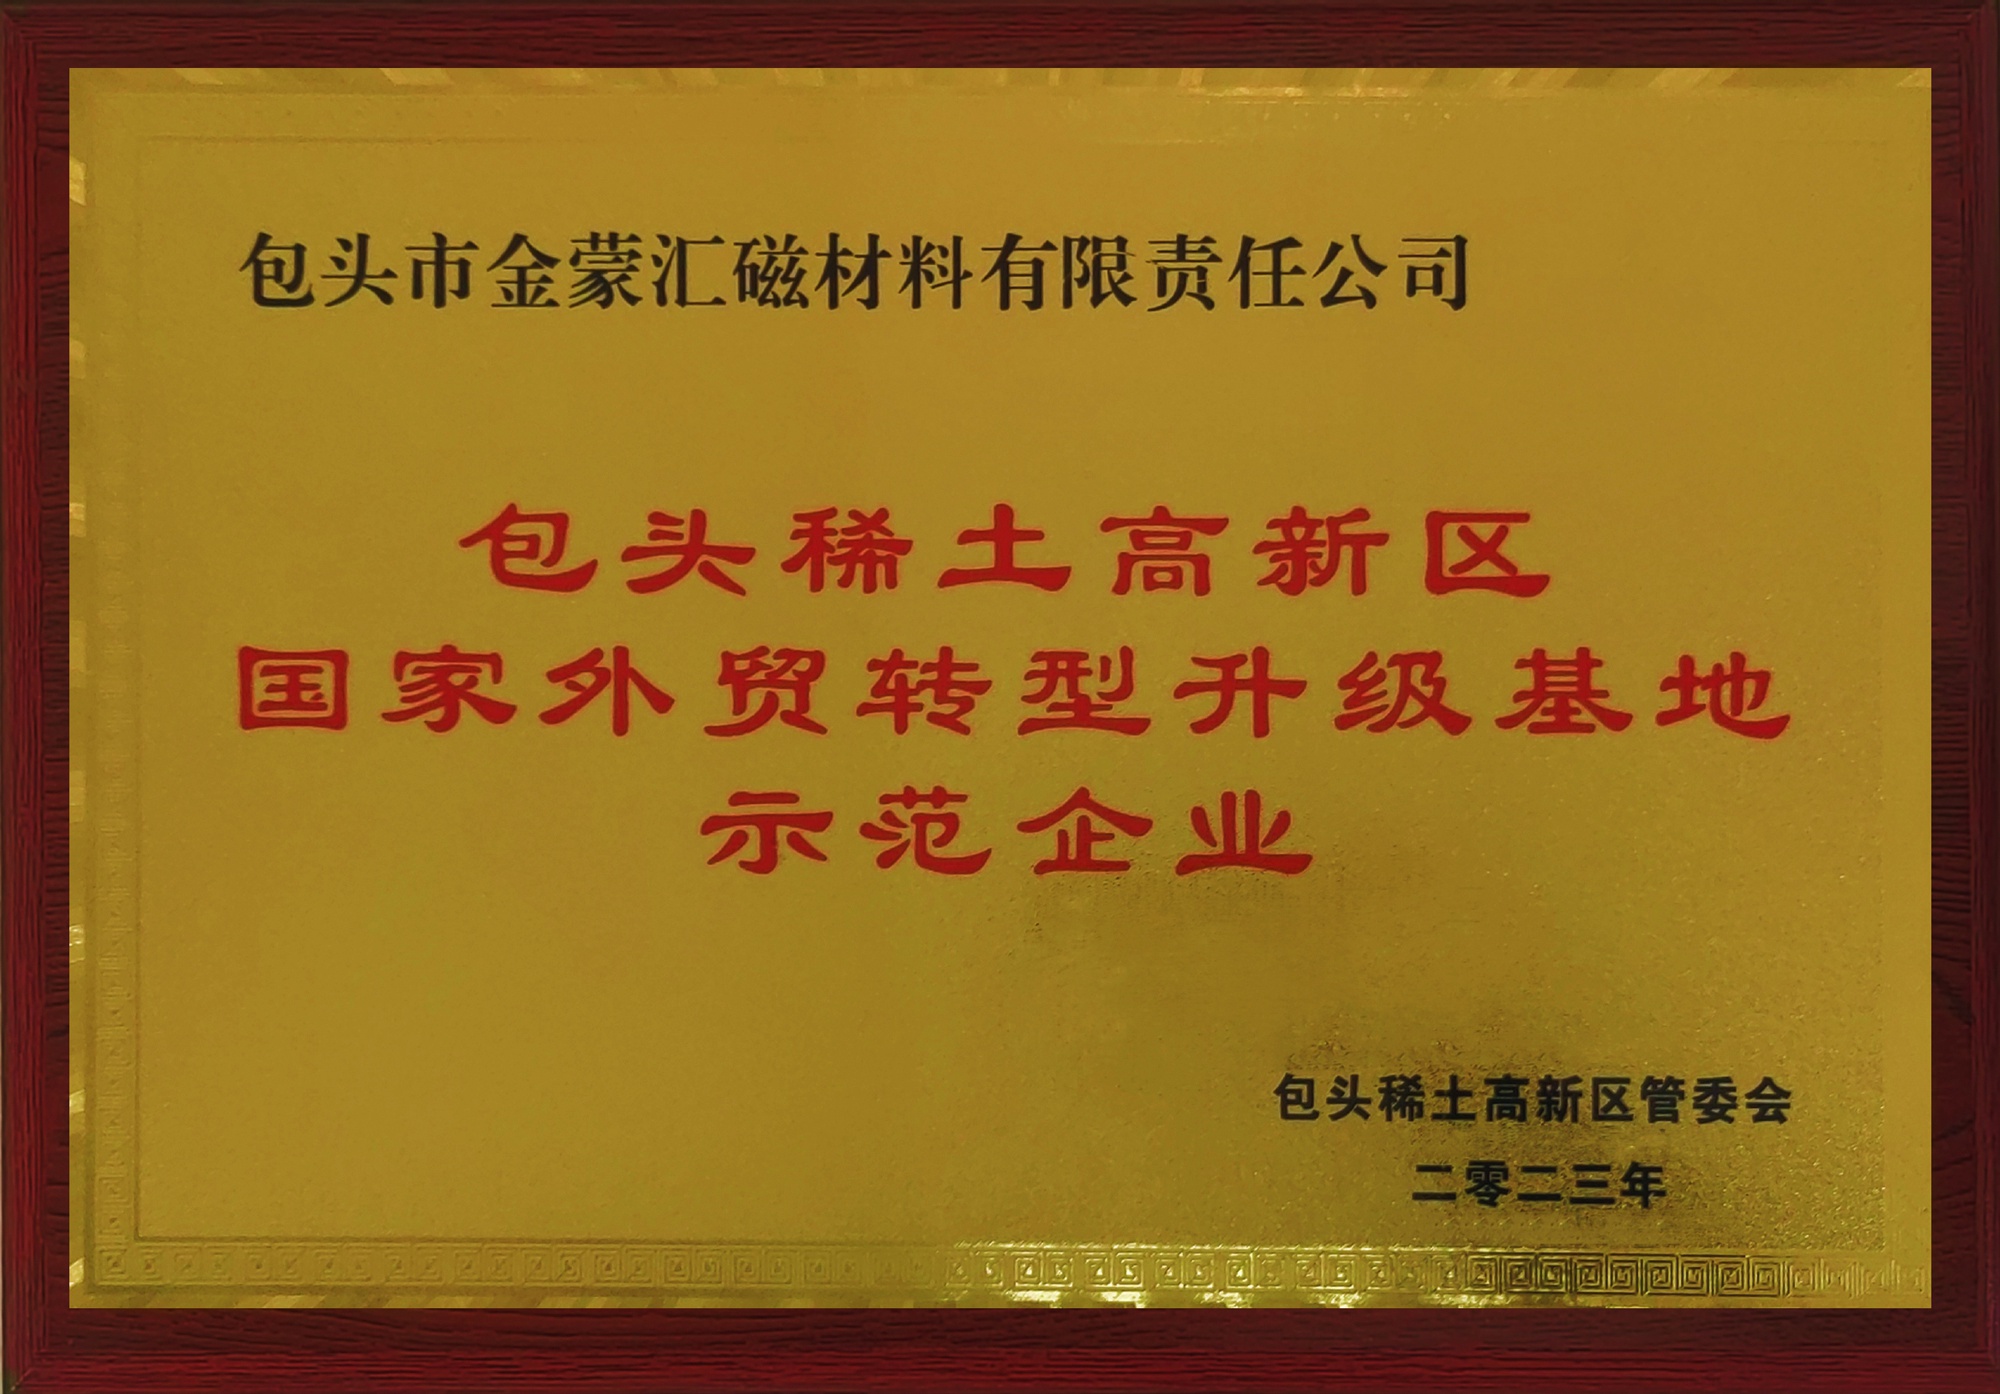 包头市金蒙汇磁材料有限责任公司
包头稀土高新区
国家外贸转型升级基地
示范企业
包头稀土高新区管委会
二零二三年